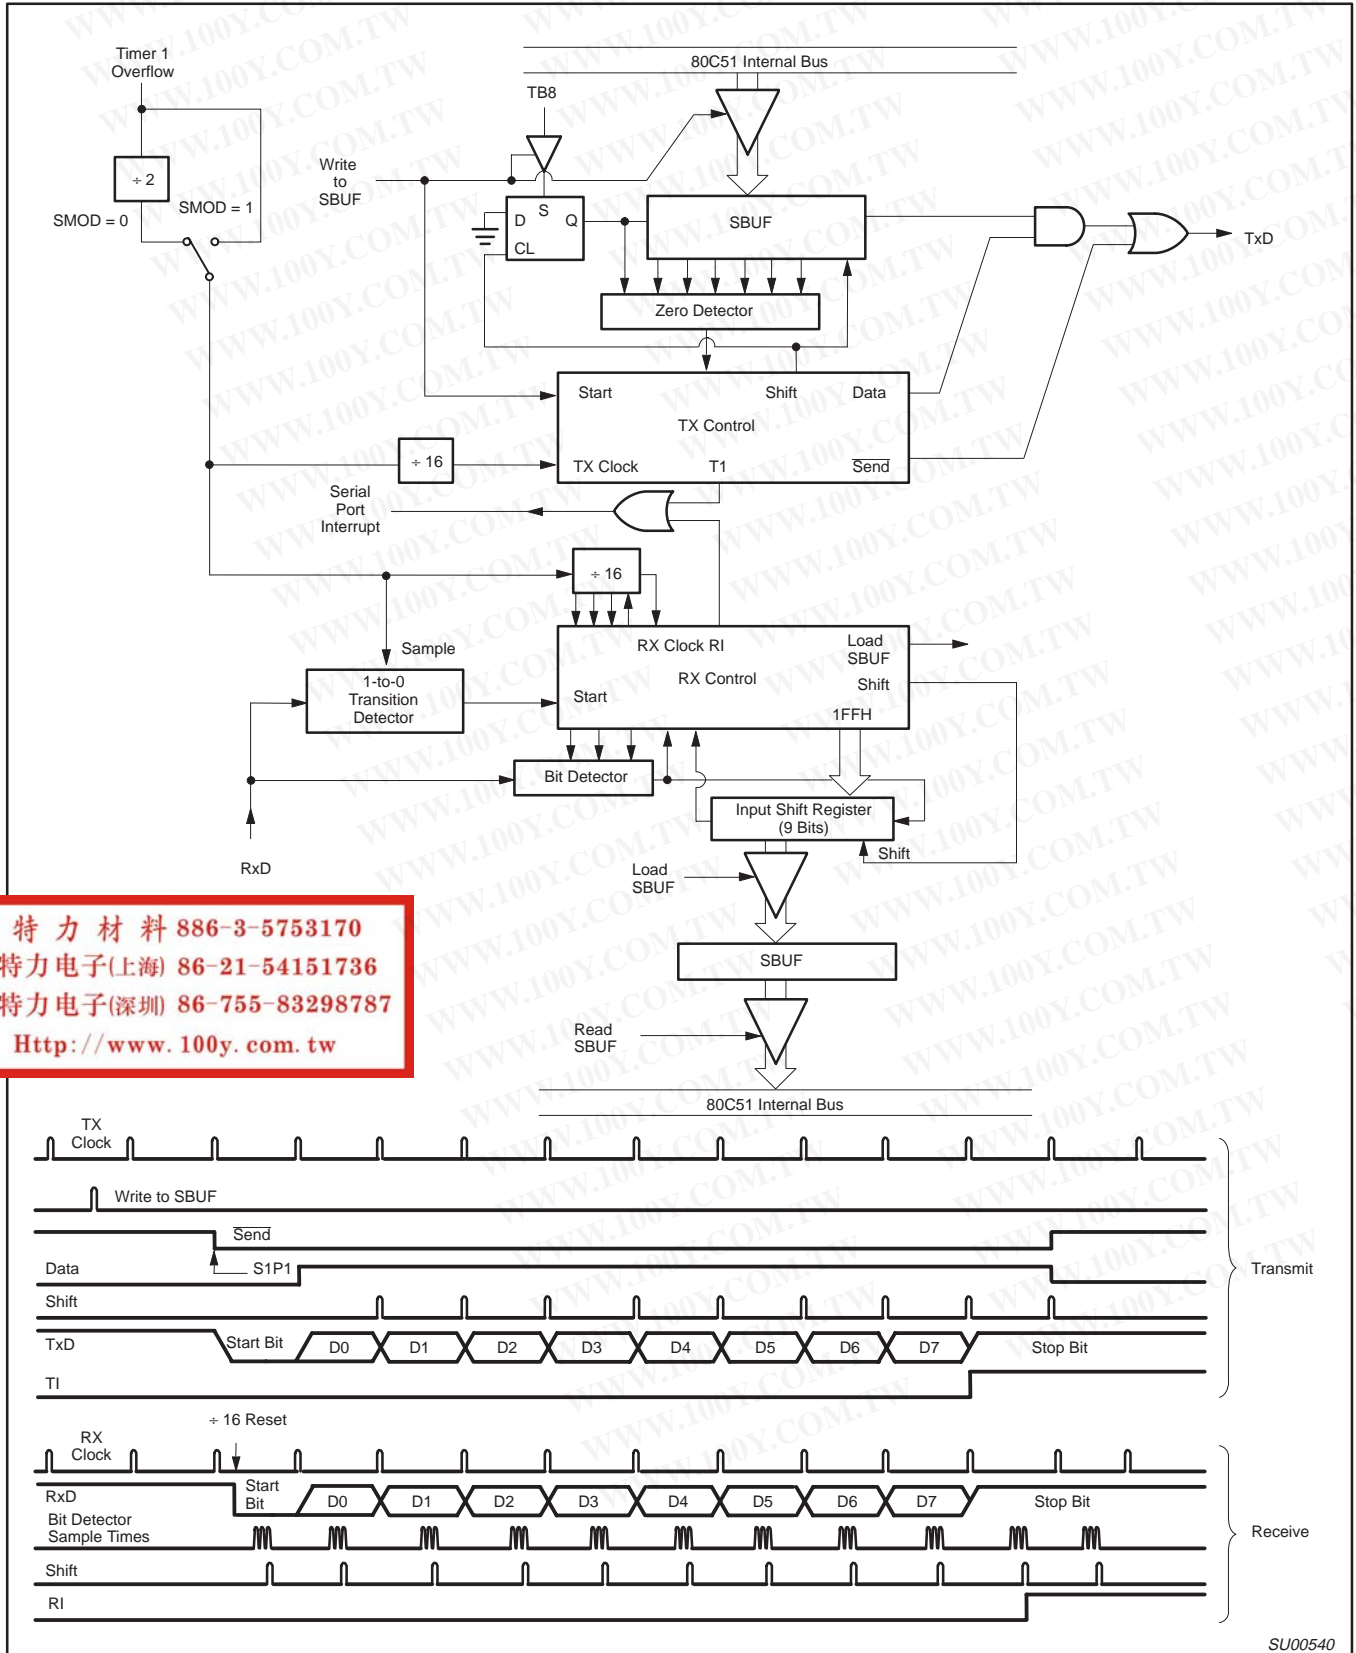 Timer 1
Overflow
80C51 Internal Bus
TB8
÷ 2
Write
to
SBUF
SMOD = 0
SMOD = 1
S
D
Q
CL
SBUF
TxD
Zero Detector
Start
Shift
Data
TX Control
÷ 16
TX Clock
T1
Send
Serial
Port
Interrupt
÷ 16
Sample
RX Clock RI
Load
SBUF
1-to-0
Transition
Detector
RX Control
Shift
Start
1FFH
Bit Detector
Input Shift Register
(9 Bits)
RxD
Load
SBUF
Shift
特力材料 886-3-5753170
特力电子(上海) 86-21-54151736
特力电子(深圳) 86-755-83298787
Http://www.100y.com.tw
SBUF
Read
SBUF
80C51 Internal Bus
TX
Clock
Write to SBUF
Send
Data
S1P1
Transmit
Shift
TxD
Start Bit
D0 D1 D2 D3 D4 D5 D6 D7
Stop Bit
TI
÷ 16 Reset
RX
Clock
RxD
Start
Bit
D0 D1 D2 D3 D4 D5 D6 D7
Stop Bit
Bit Detector
Sample Times
Receive
Shift
RI
SU00540
WWW.100Y.COM.TW